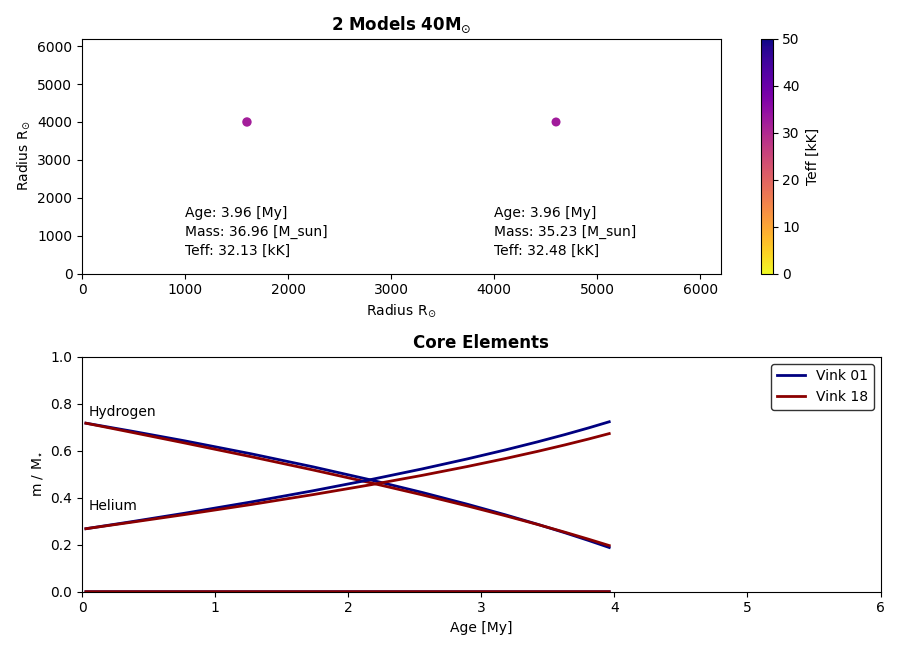 2 Models 40M☉
6000
5000
4000
3000
2000
1000
0
Radius R☉
Age: 3.96 [My]
Mass: 36.96 [M_sun]
Teff: 32.13 [kK]
Age: 3.96 [My]
Mass: 35.23 [M_sun]
Teff: 32.48 [kK]
0 1000 2000 3000 4000 5000 6000
Radius R☉
50
40
30
20
10
0
Teff [kK]
Core Elements
1.0
0.8
0.6
0.4
0.2
0.0
m / M⋆
Hydrogen
Helium
Vink 01
Vink 18
0 1 2 3 4 5 6
Age [My]